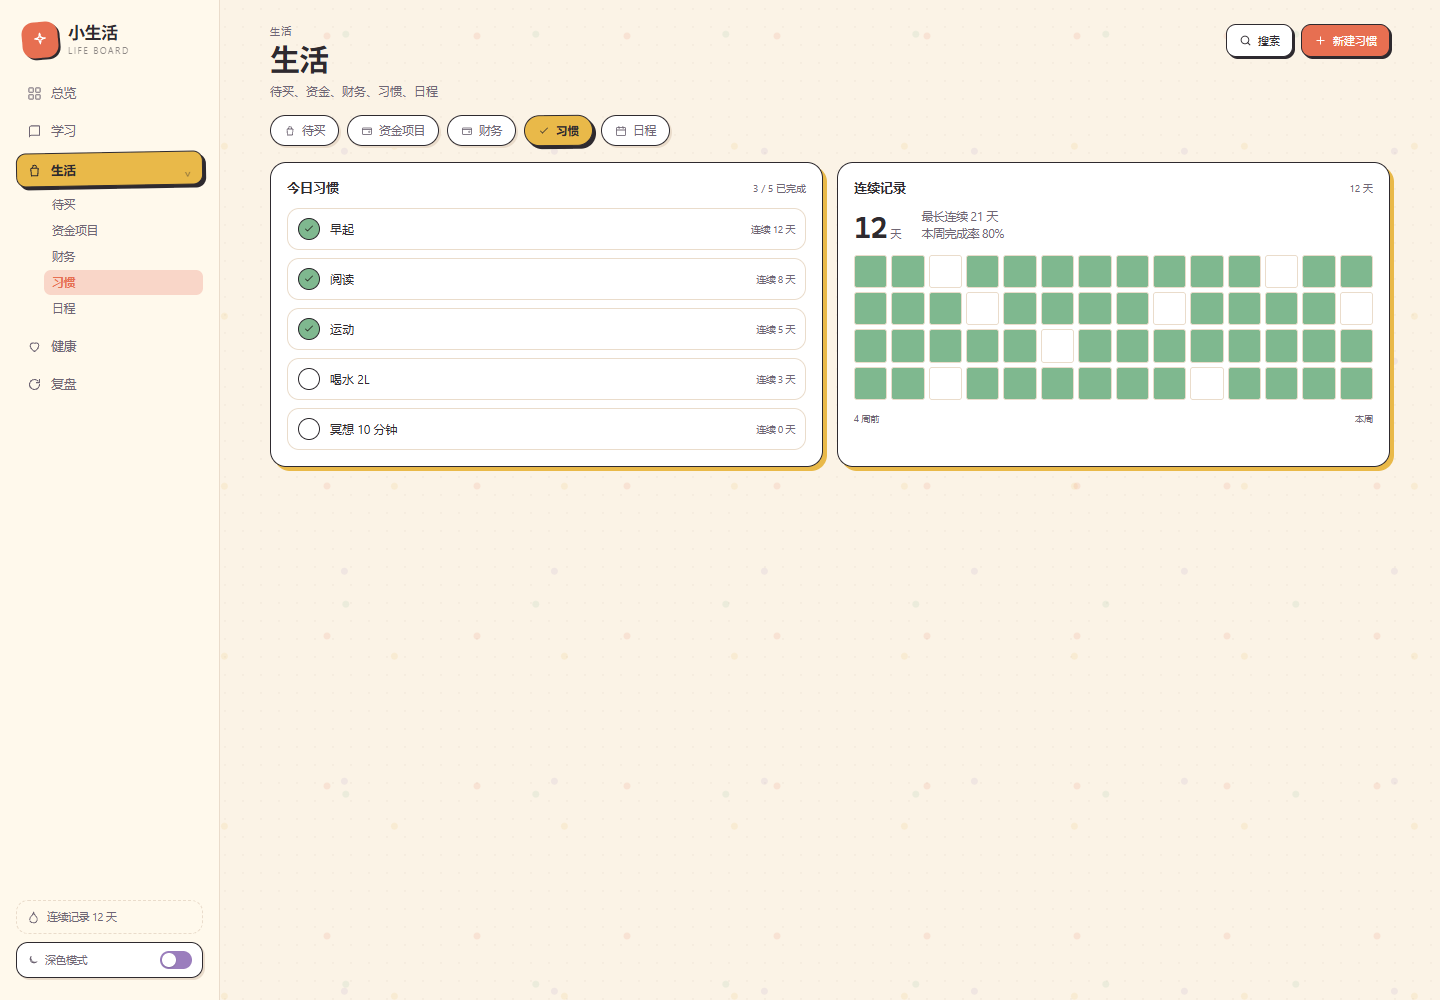 小生活
LIFE BOARD
总览
学习
生活
待买
资金项目
财务
习惯
日程
健康
复盘
连续记录 12 天
深色模式
生活
生活
待买、资金、财务、习惯、日程
搜索
新建习惯
待买
资金项目
财务
习惯
日程
今日习惯
3 / 5 已完成
早起
连续 12 天
阅读
连续 8 天
运动
连续 5 天
喝水 2L
连续 3 天
冥想 10 分钟
连续 0 天
连续记录
12 天
12 天
最长连续 21 天
本周完成率 80%
4 周前
本周